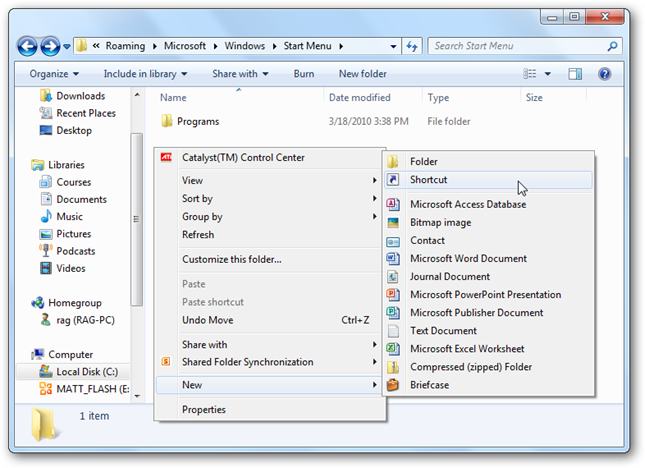 « Roaming Microsoft Windows Start Menu Search Start Menu
Organize Include in library Share with Burn New folder
Downloads
Recent Places
Desktop
Libraries
Courses
Documents
Music
Pictures
Podcasts
Videos
Homegroup
rag (RAG-PC)
Computer
Local Disk (C:)
MATT_FLASH (E:
Name Date modified Type Size
Programs 3/18/2010 3:38 PM File folder
ATI Catalyst(TM) Control Center
View
Sort by
Group by
Refresh
Customize this folder...
Paste
Paste shortcut
Undo Move Ctrl+Z
Share with
Shared Folder Synchronization
New
Properties
Folder
Shortcut
Microsoft Access Database
Bitmap image
Contact
Microsoft Word Document
Journal Document
Microsoft PowerPoint Presentation
Microsoft Publisher Document
Text Document
Microsoft Excel Worksheet
Compressed (zipped) Folder
Briefcase
1 item